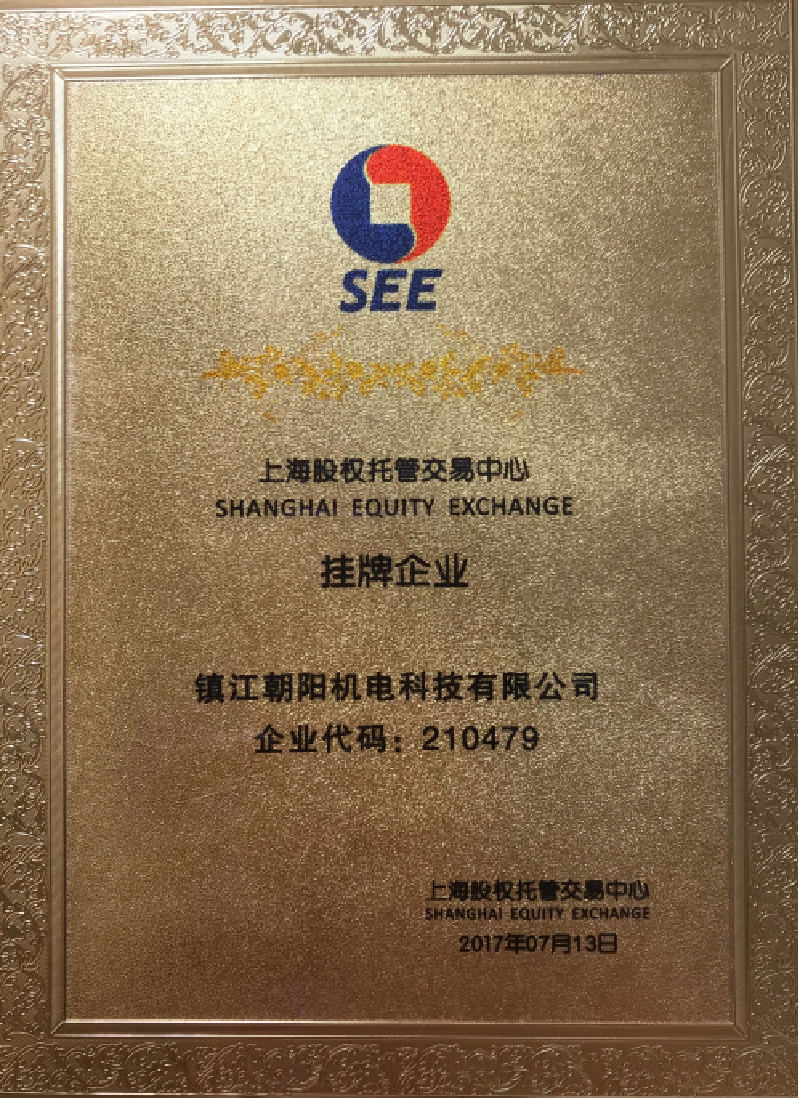 SEE
上海股权托管交易中心
SHANGHAI EQUITY EXCHANGE
挂牌企业
镇江朝阳机电科技有限公司
企业代码：210479
上海股权托管交易中心
SHANGHAI EQUITY EXCHANGE
2017年07月13日